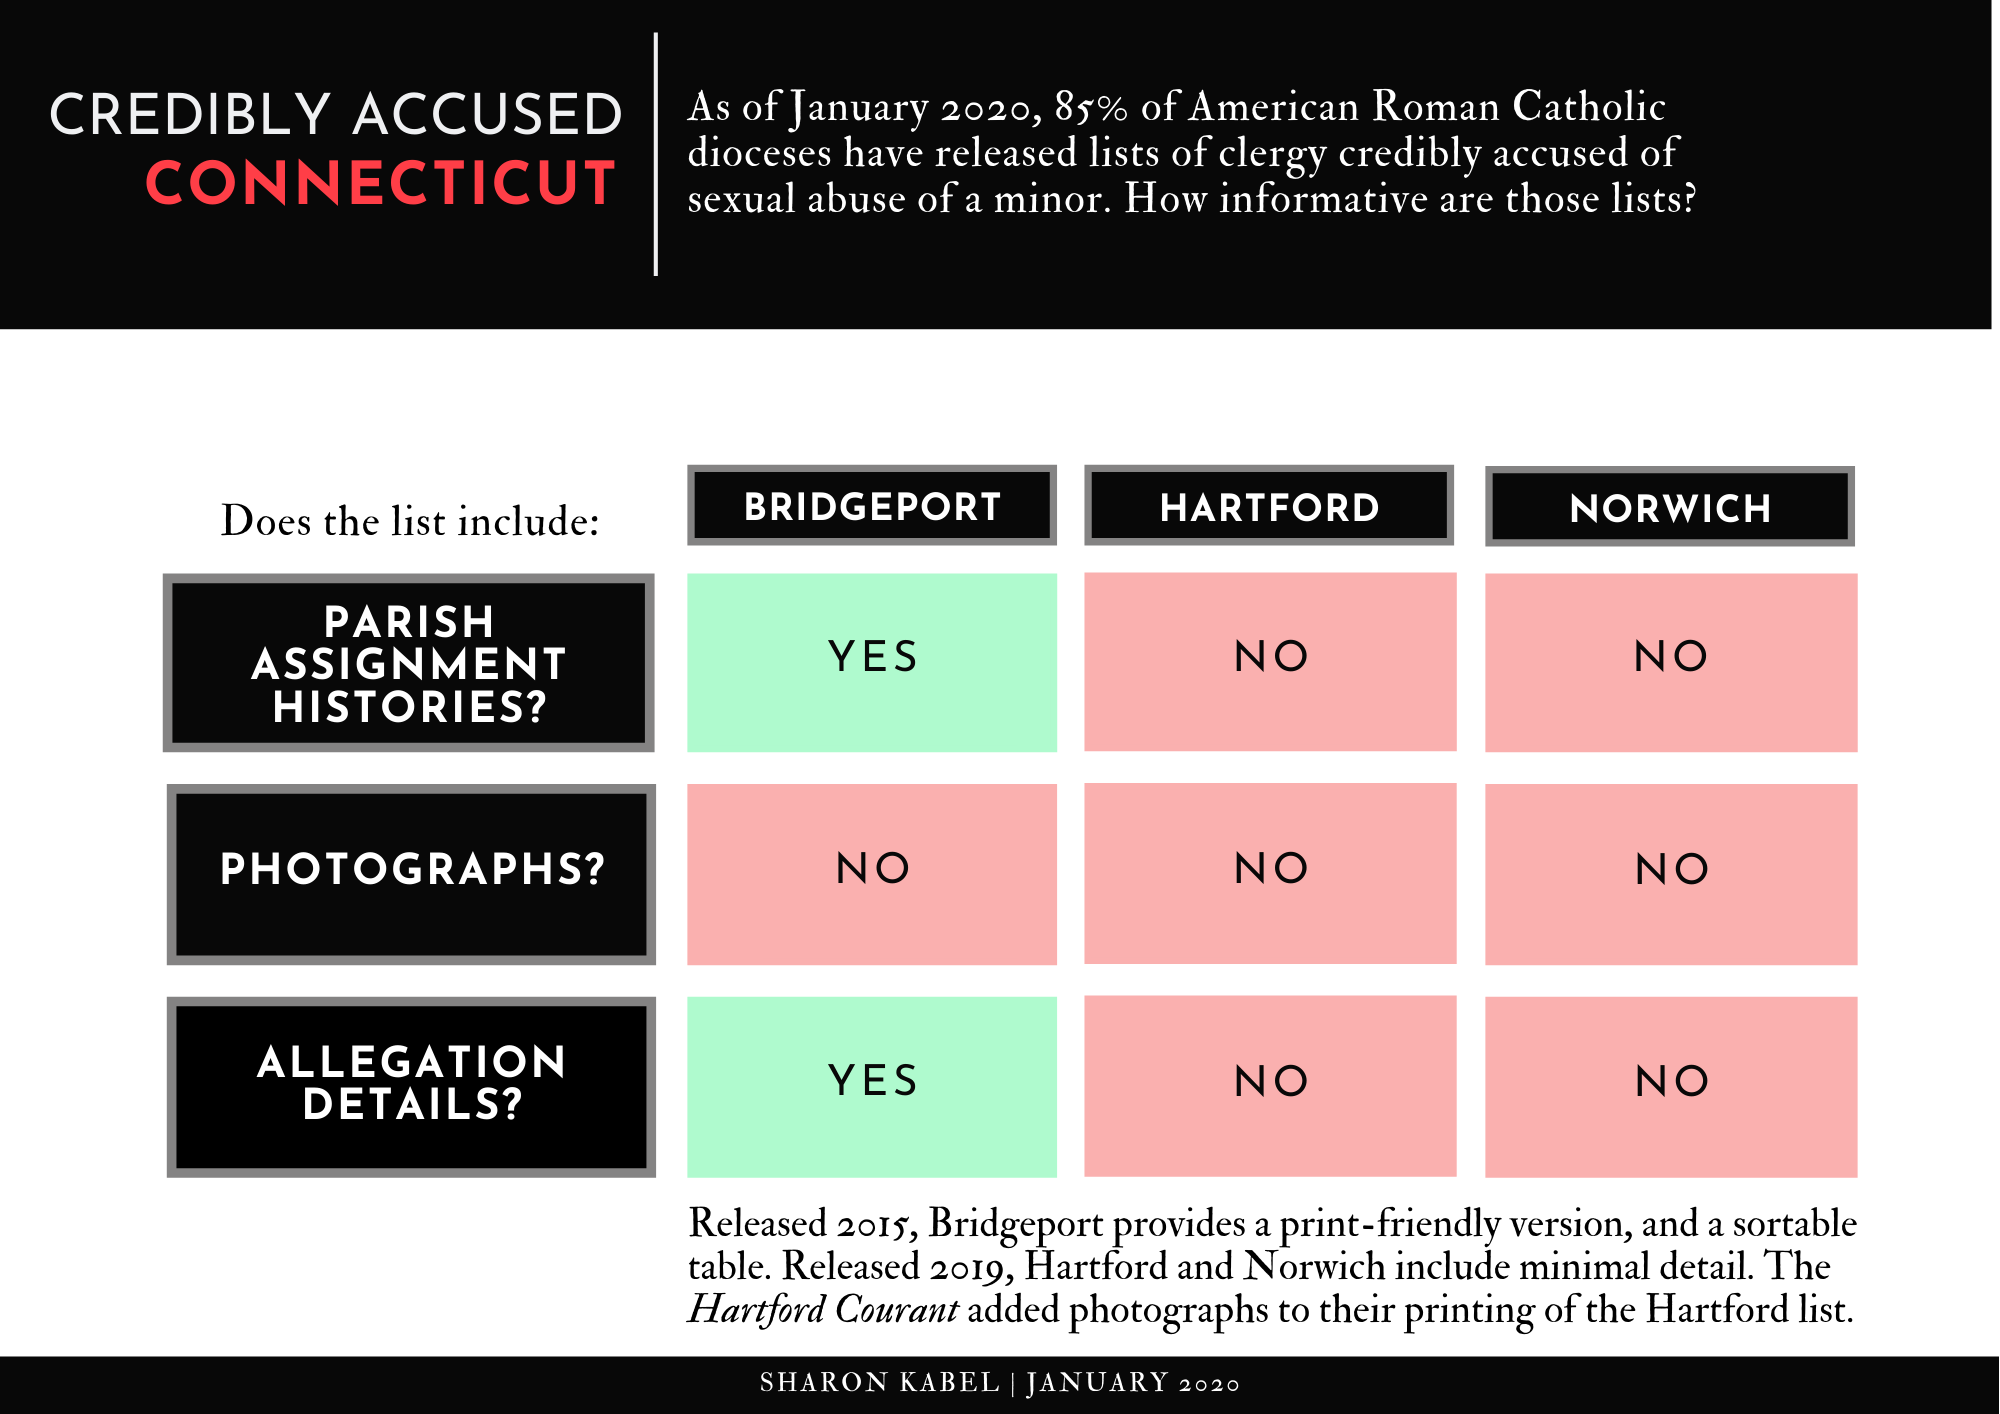 CREDIBLY ACCUSED
CONNECTICUT
As of January 2020, 85% of American Roman Catholic
dioceses have released lists of clergy credibly accused of
sexual abuse of a minor. How informative are those lists?
Does the list include:
BRIDGEPORT
HARTFORD
NORWICH
PARISH
ASSIGNMENT
HISTORIES?
YES
NO
NO
PHOTOGRAPHS?
NO
NO
NO
ALLEGATION
DETAILS?
YES
NO
NO
Released 2015, Bridgeport provides a print-friendly version, and a sortable
table. Released 2019, Hartford and Norwich include minimal detail. The
Hartford Courant added photographs to their printing of the Hartford list.
SHARON KABEL | JANUARY 2020